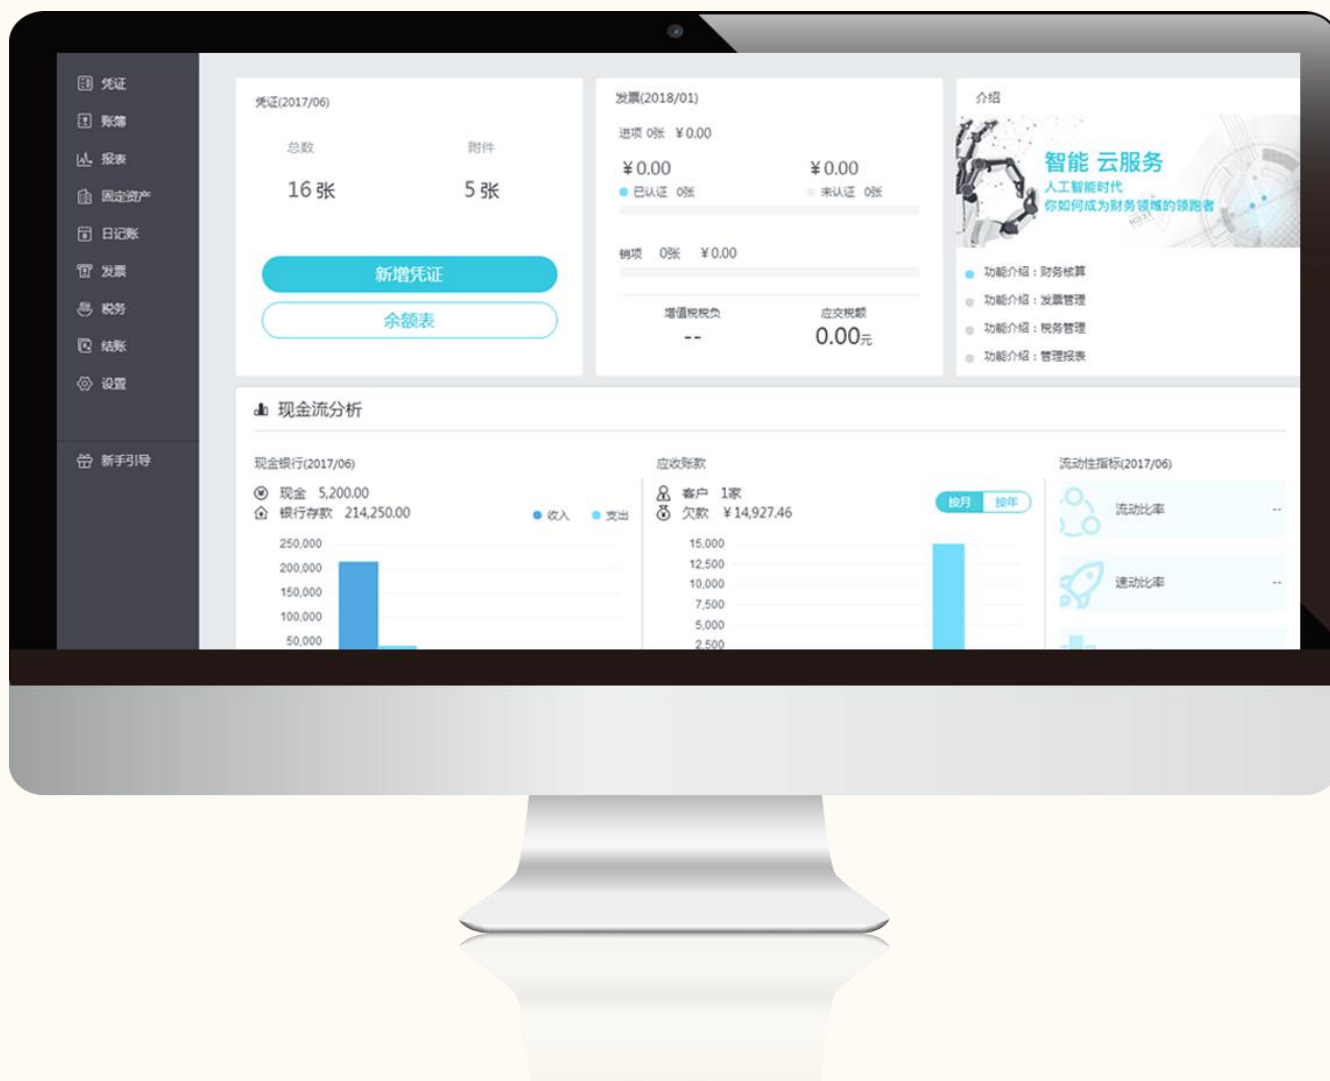 凭证
账簿
报表
固定资产
日记账
发票
税务
结账
设置
新手引导
凭证(2017/06)
总数
附件
16 张
5 张
新增凭证
余额表
发票(2018/01)
进项 0张 ¥0.00
¥0.00
¥0.00
已认证 0张
未认证 0张
销项 0张 ¥0.00
增值税税负
应交税额
--
0.00元
介绍
智能 云服务
人工智能时代
你如何成为财务领域的领跑者
功能介绍：财务核算
功能介绍：发票管理
功能介绍：税务管理
功能介绍：管理报表
现金流分析
现金银行(2017/06)
现金 5,200.00
银行存款 214,250.00
收入
支出
250,000
200,000
150,000
100,000
50,000
应收账款
客户 1家
欠款 ¥14,927.46
按月
按年
15,000
12,500
10,000
7,500
5,000
2,500
流动性指标(2017/06)
流动比率 --
速动比率 --